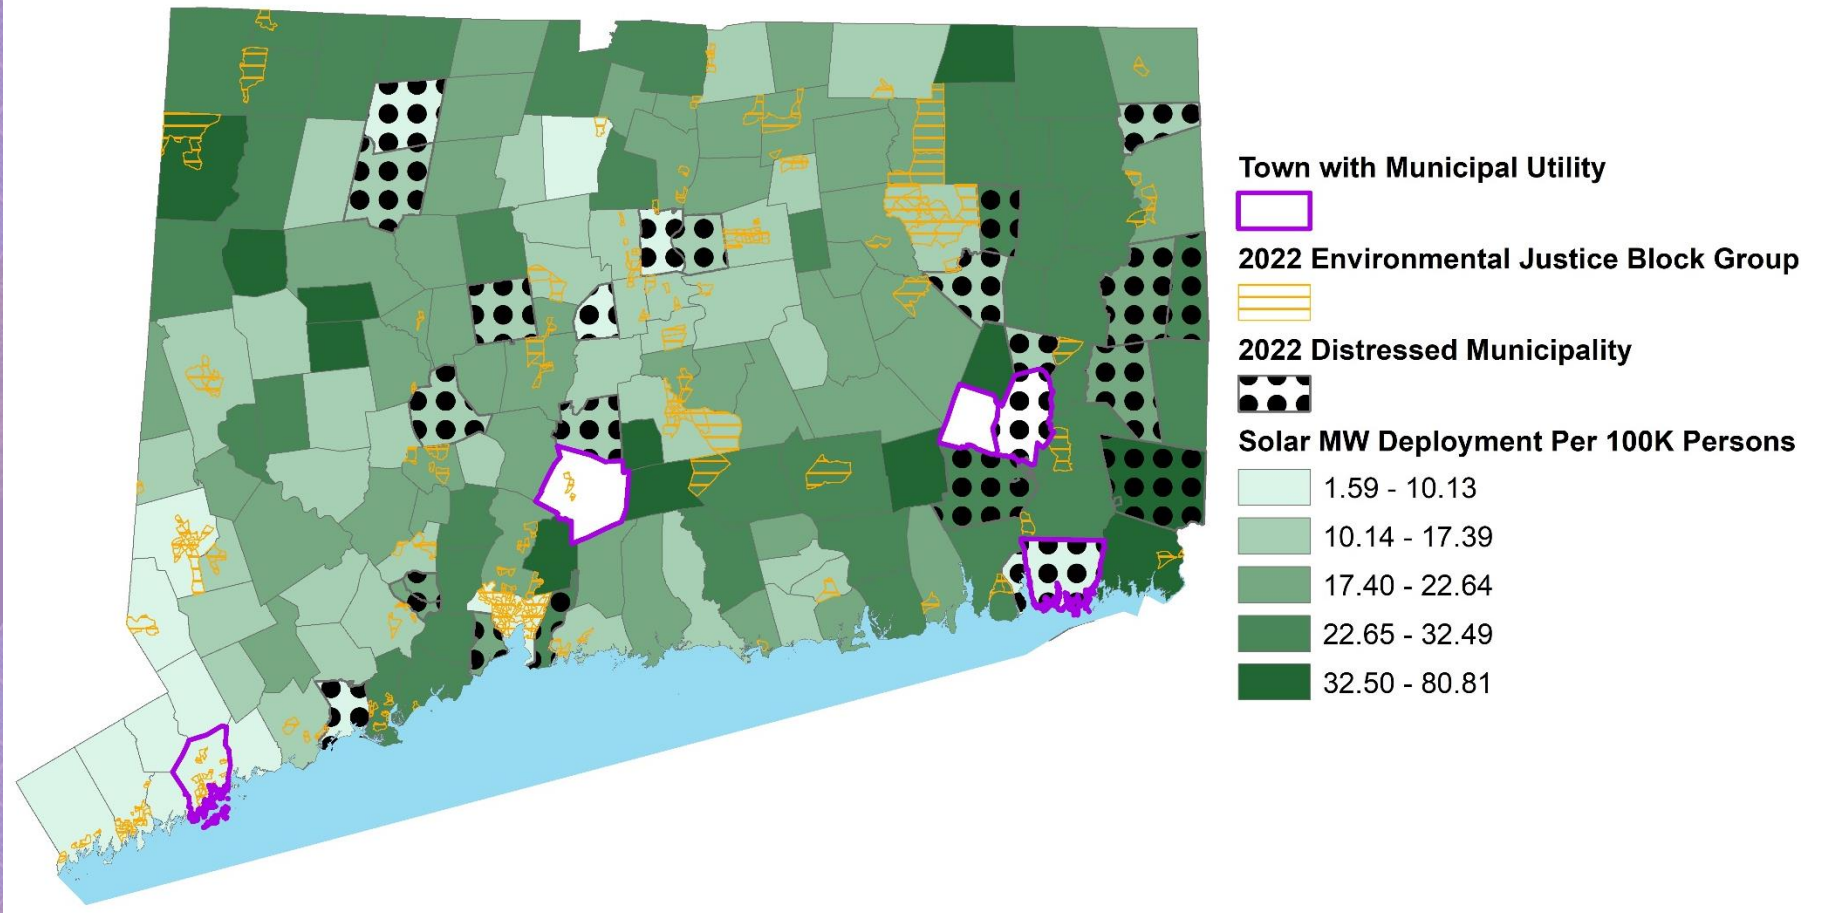 Town with Municipal Utility
2022 Environmental Justice Block Group
2022 Distressed Municipality
Solar MW Deployment Per 100K Persons
1.59 - 10.13
10.14 - 17.39
17.40 - 22.64
22.65 - 32.49
32.50 - 80.81